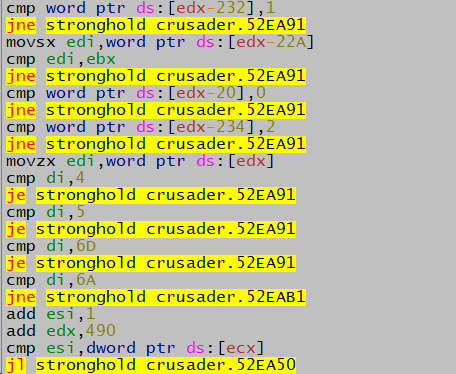 cmp word ptr ds:[edx-232],1
jne stronghold crusader.52EA91
movsx edi,word ptr ds:[edx-22A]
cmp edi,ebx
jne stronghold crusader.52EA91
cmp word ptr ds:[edx-20],0
jne stronghold crusader.52EA91
cmp word ptr ds:[edx-234],2
jne stronghold crusader.52EA91
movzx edi,word ptr ds:[edx]
cmp di,4
je stronghold crusader.52EA91
cmp di,5
je stronghold crusader.52EA91
cmp di,6D
je stronghold crusader.52EA91
cmp di,6A
jne stronghold crusader.52EAB1
add esi,1
add edx,490
cmp esi,dword ptr ds:[ecx]
jl stronghold crusader.52EA50